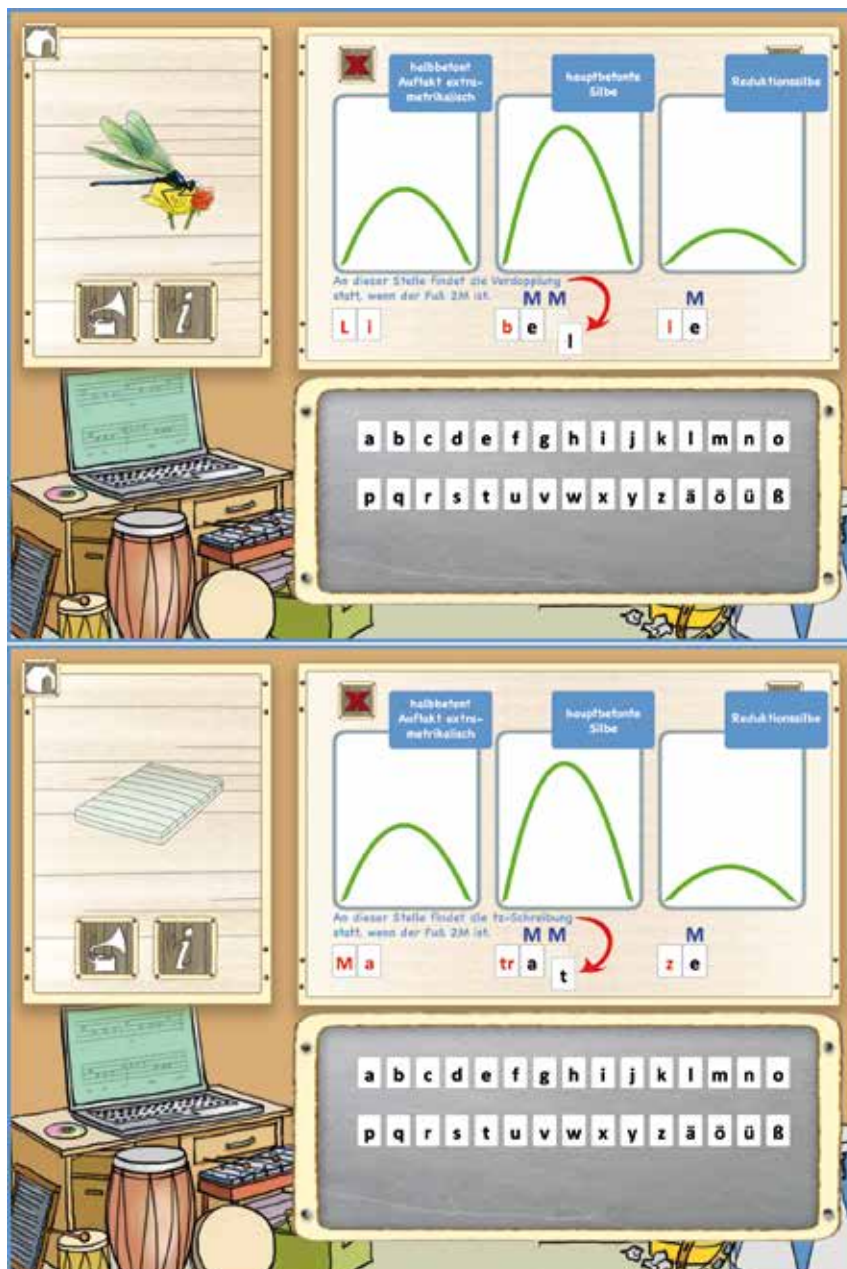 halbbetont
Auftakt extra-
metrikalisch
hauptbetonte
Silbe
Reduktionssilbe
An dieser Stelle findet die Verdopplung
statt, wenn der Fuß 2M ist.
M M M
L i b e l l e
a b c d e f g h i j k l m n o
p q r s t u v w x y z ä ö ü ß
halbbetont
Auftakt extra-
metrikalisch
hauptbetonte
Silbe
Reduktionssilbe
An dieser Stelle findet die tz-Schreibung
statt, wenn der Fuß 2M ist.
M M M
M a tr a t z e
a b c d e f g h i j k l m n o
p q r s t u v w x y z ä ö ü ß